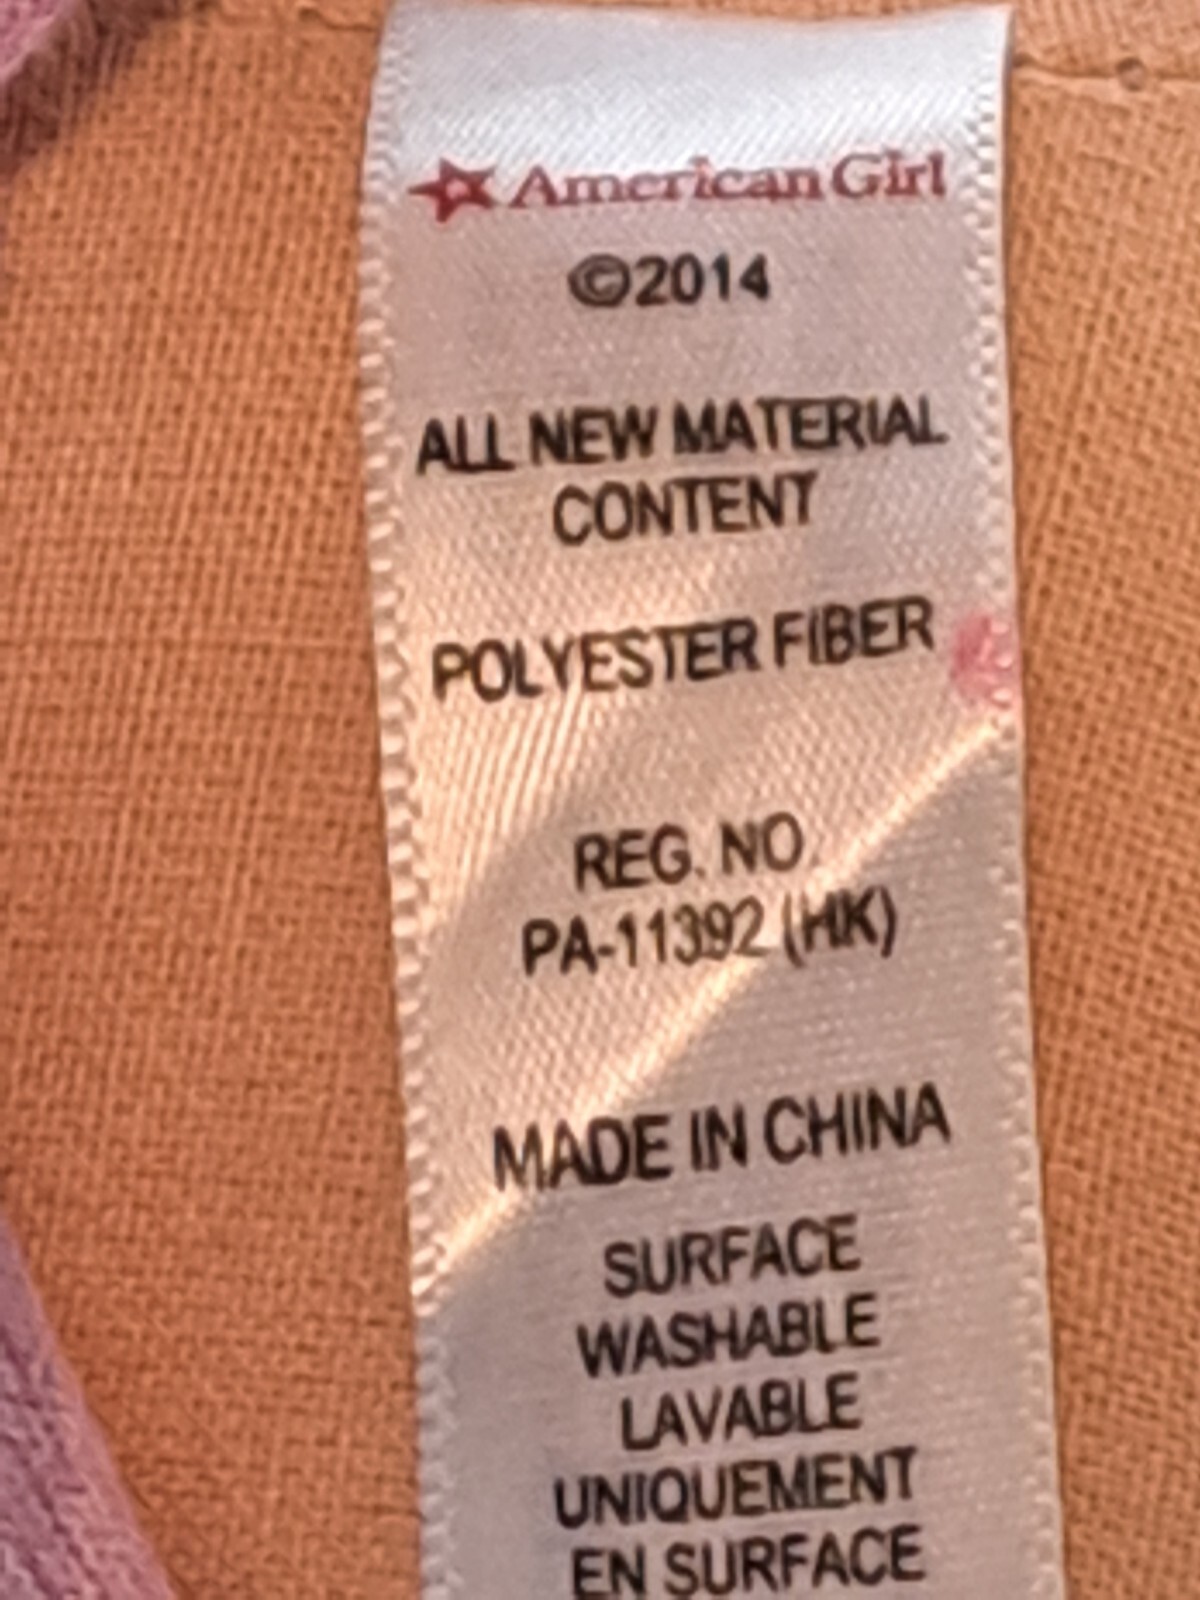 American Girl
©2014
ALL NEW MATERIAL
CONTENT
POLYESTER FIBER
REG. NO.
PA-11392 (HK)
MADE IN CHINA
SURFACE
WASHABLE
LAVABLE
UNIQUEMENT
EN SURFACE